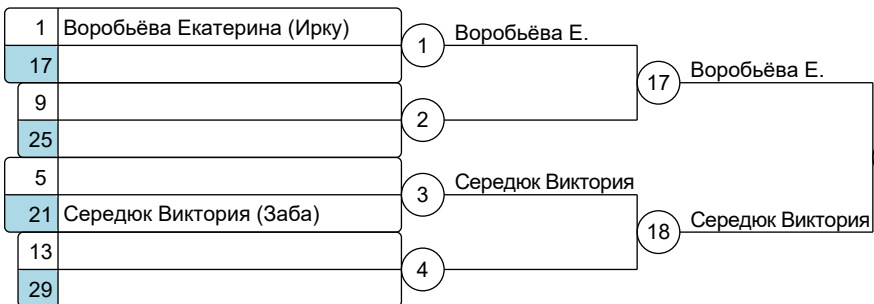 1 Воробьёва Екатерина (Ирку)
1 Воробьёва Е.
17
17 Воробьёва Е.
9
2
25
5
3 Середюк Виктория
21 Середюк Виктория (Заба)
18 Середюк Виктория
13
4
29